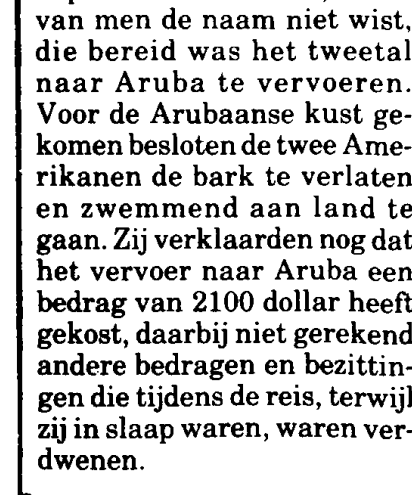 van men de naam niet wist,
die bereid was het tweetal
naar Aruba te vervoeren.
Voor de Arubaanse kust ge-
komen besloten de twee Ame-
rikanen de bark te verlaten
en zwemmend aan land te
gaan. Zij verklaarden nog dat
het vervoer naar Aruba een
bedrag van 2100 dollar heeft
gekost, daarbij niet gerekend
andere bedragen en bezittin-
gen die tijdens de reis, terwijl
zij in slaap waren, waren ver-
dwenen.